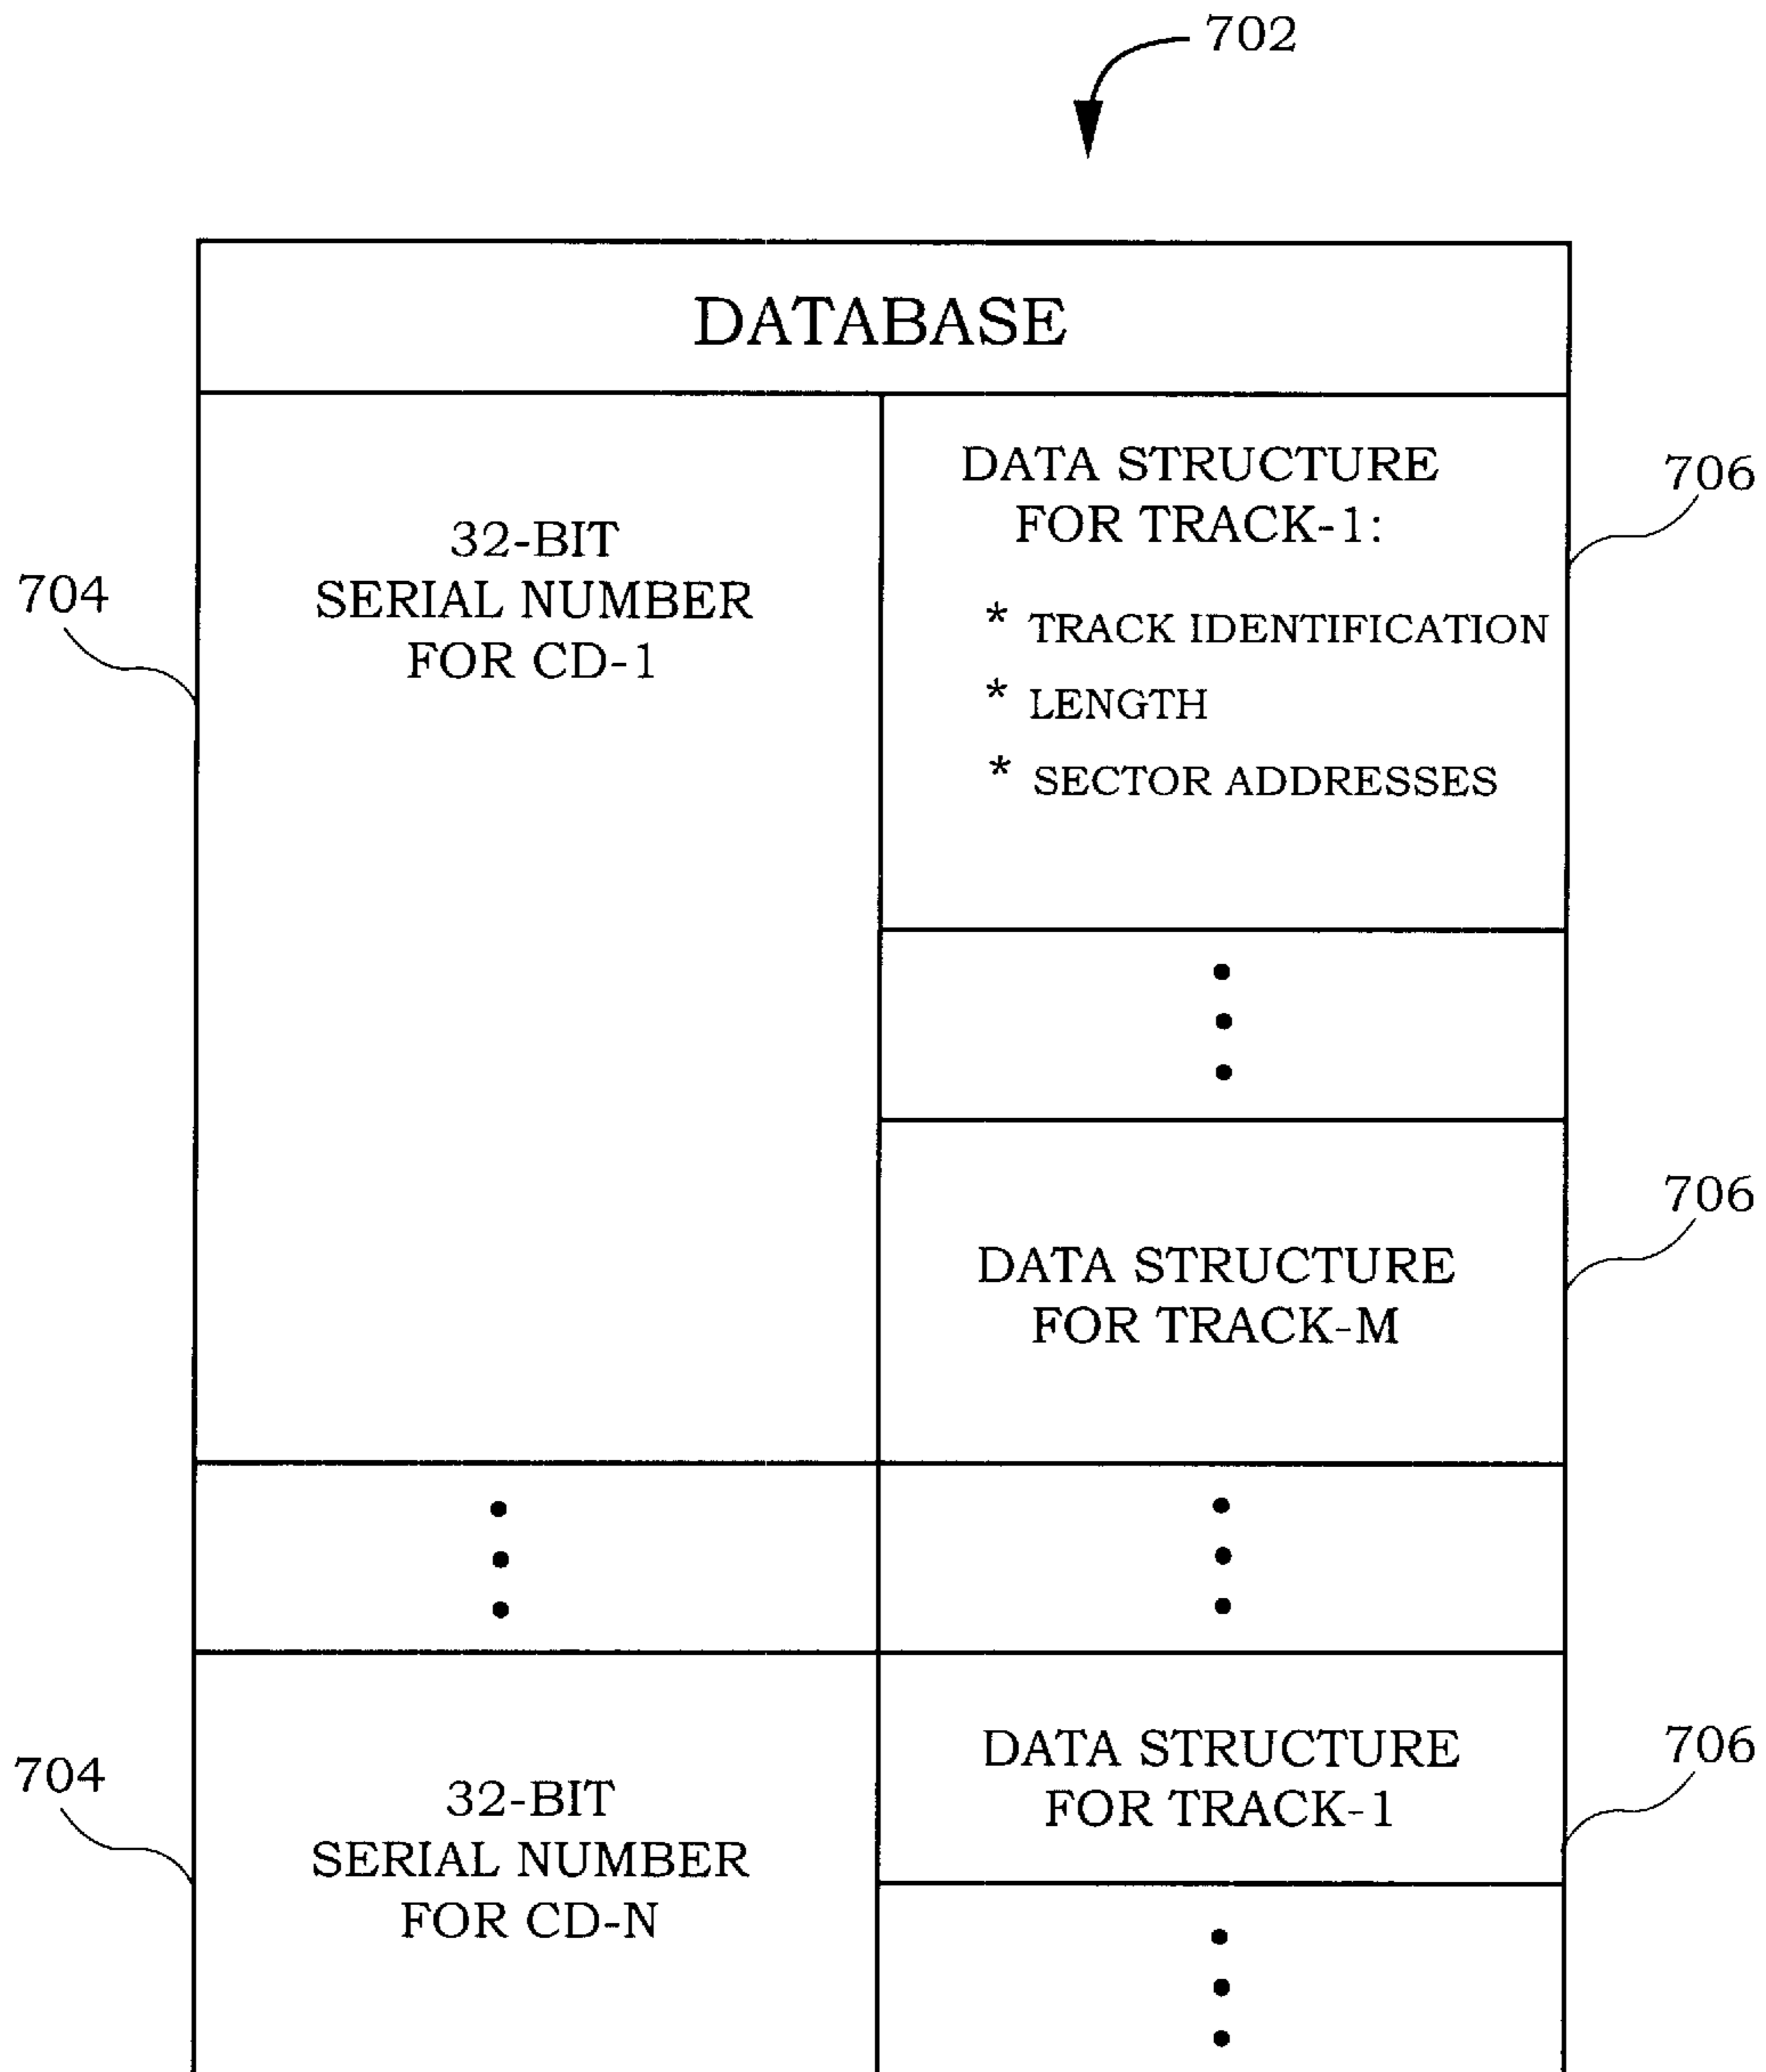 702
DATABASE
704
32-BIT
SERIAL NUMBER
FOR CD-1
DATA STRUCTURE
FOR TRACK-1:
* TRACK IDENTIFICATION
* LENGTH
* SECTOR ADDRESSES
706
DATA STRUCTURE
FOR TRACK-M
706
704
32-BIT
SERIAL NUMBER
FOR CD-N
DATA STRUCTURE
FOR TRACK-1
706